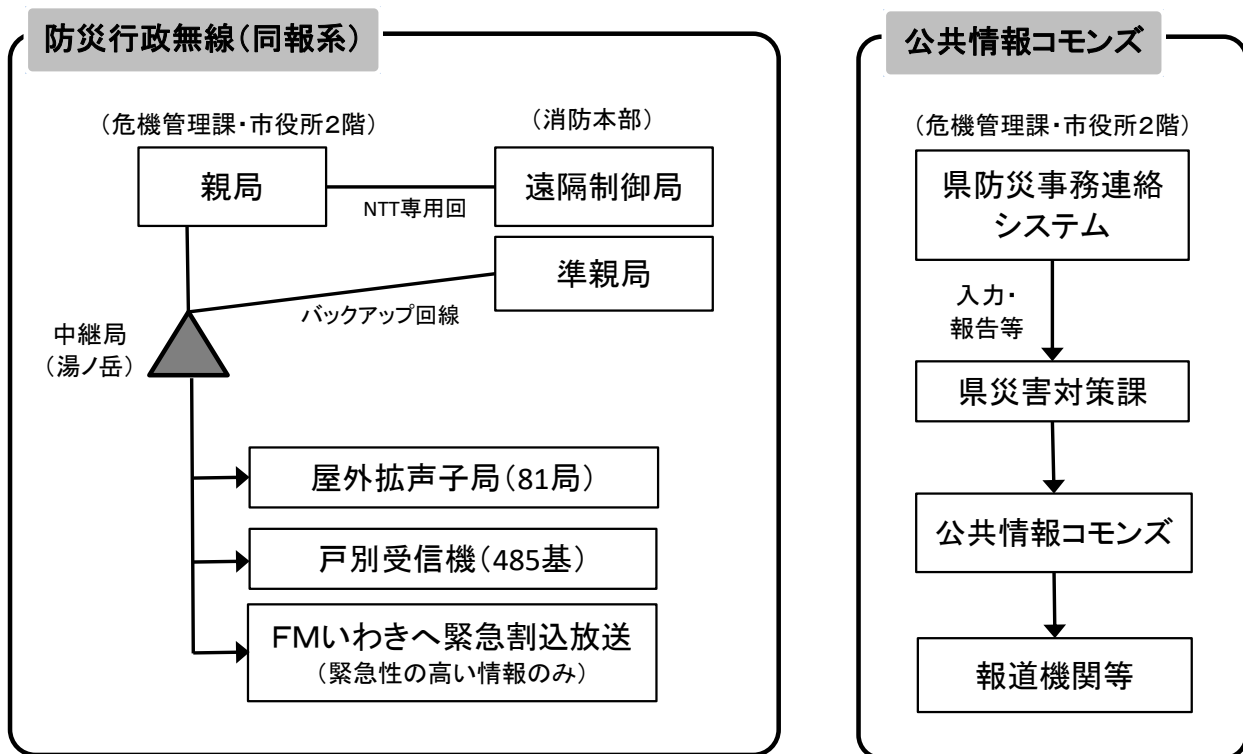 防災行政無線（同報系）
（危機管理課・市役所２階）
（消防本部）
親局
遠隔制御局
NTT専用回
準親局
バックアップ回線
中継局
（湯ノ岳）
屋外拡声子局（81局）
戸別受信機（485基）
ＦＭいわきへ緊急割込放送
（緊急性の高い情報のみ）
公共情報コモンズ
（危機管理課・市役所２階）
県防災事務連絡
システム
入力・
報告等
県災害対策課
公共情報コモンズ
報道機関等